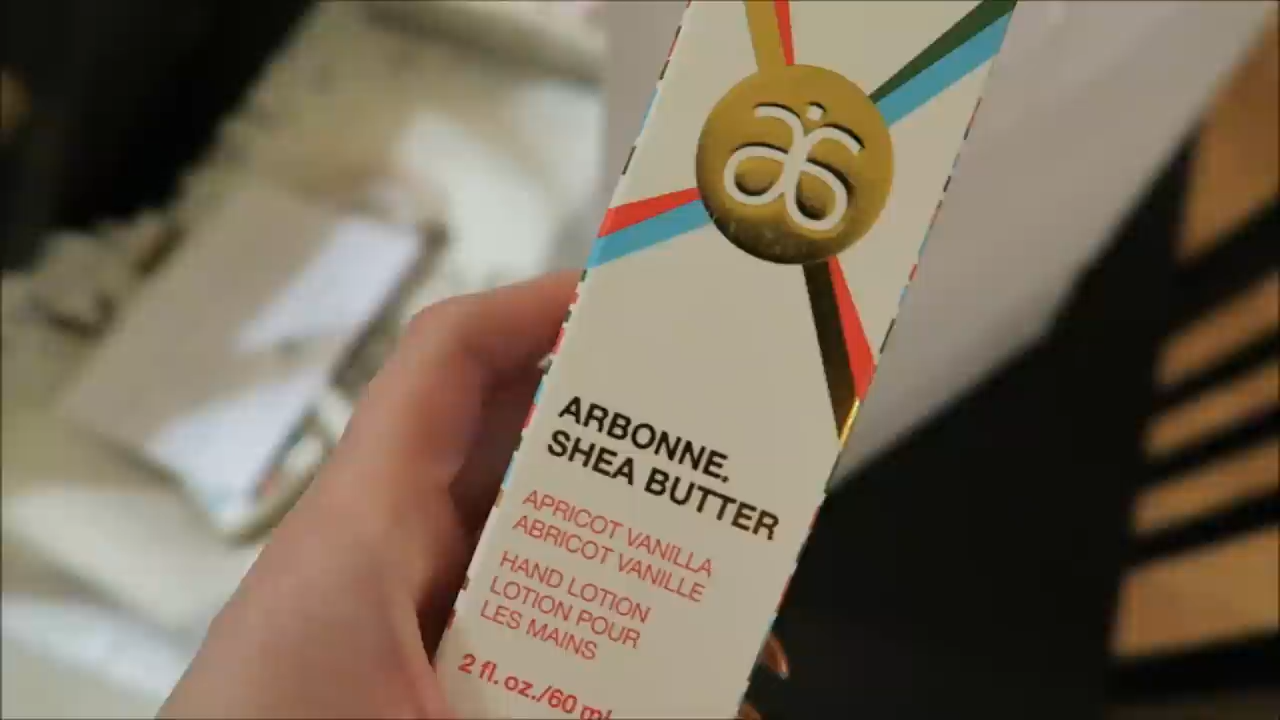 ARBONNE.
SHEA BUTTER
APRICOT VANILLA
ABRICOT VANILLE
HAND LOTION
LOTION POUR
LES MAINS
2 fl. oz./60 ml